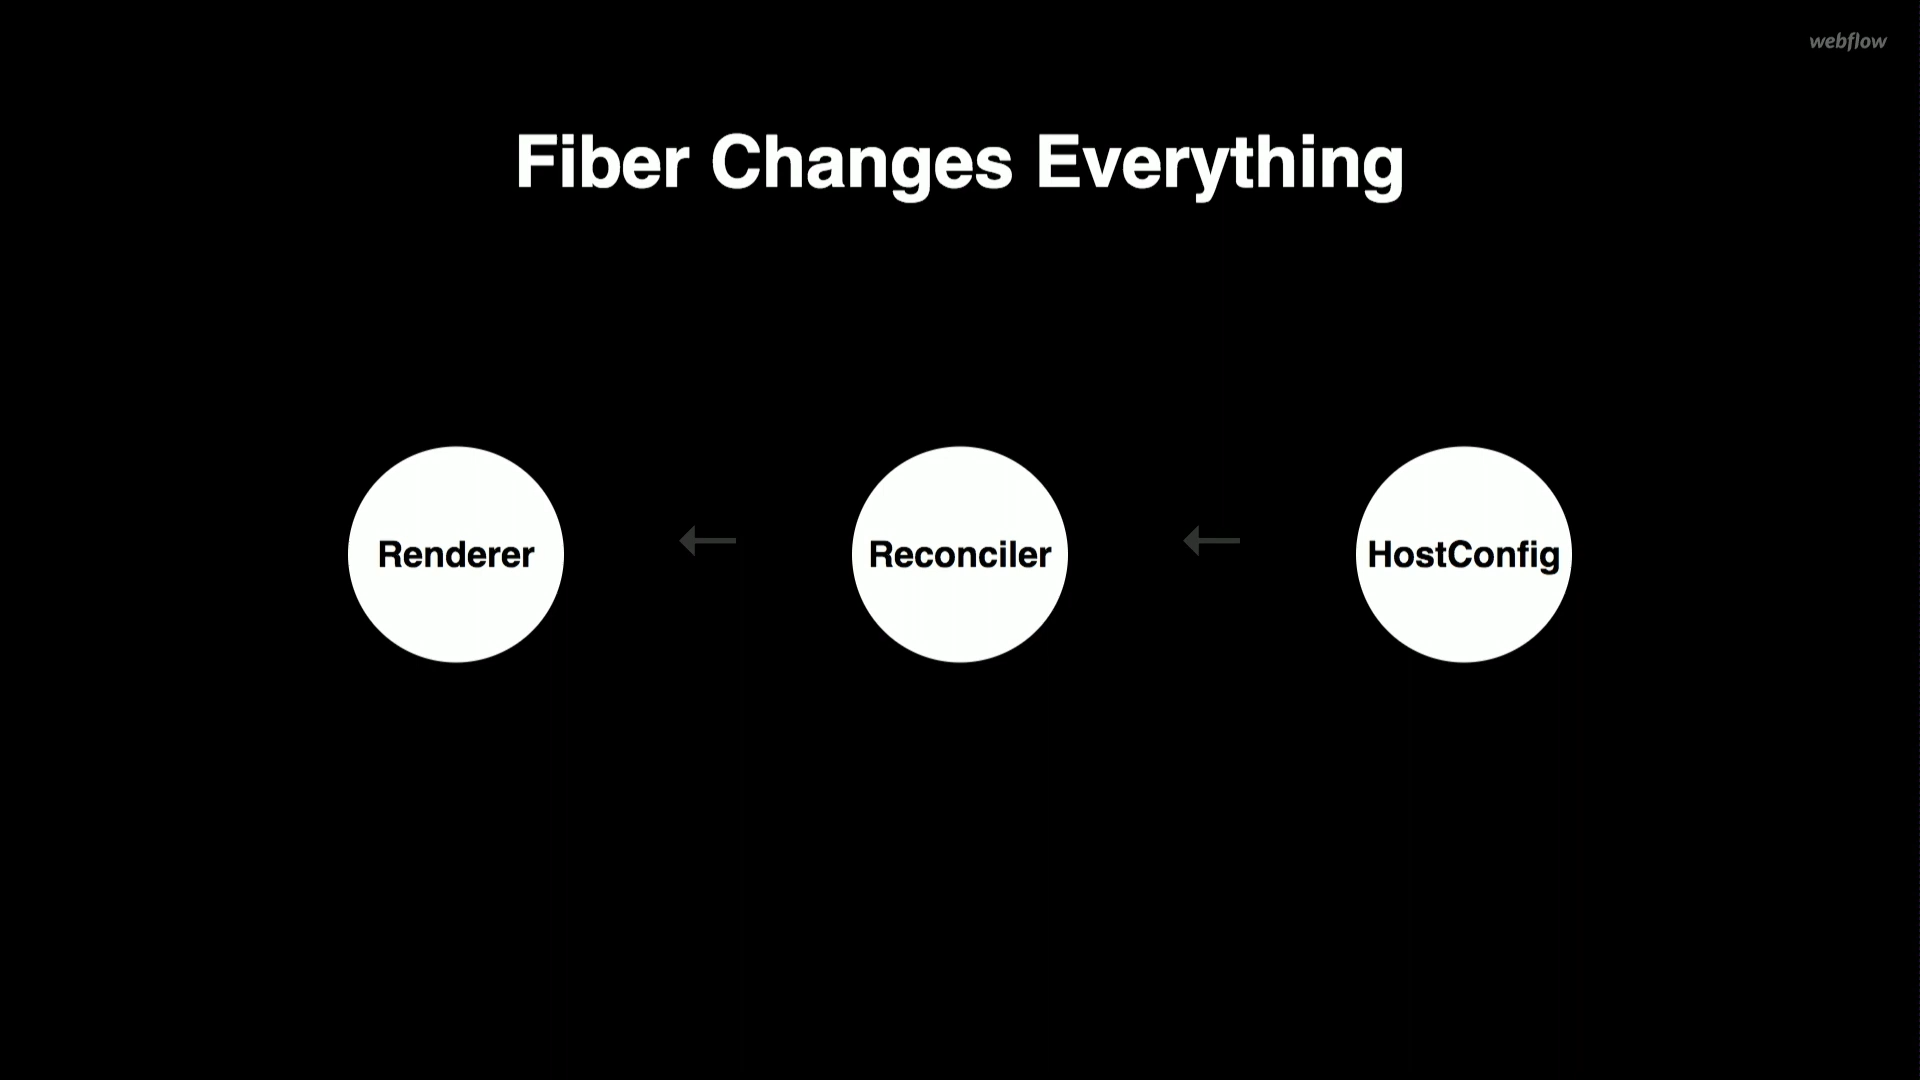 webflow
Fiber Changes Everything
Renderer
Reconciler
HostConfig